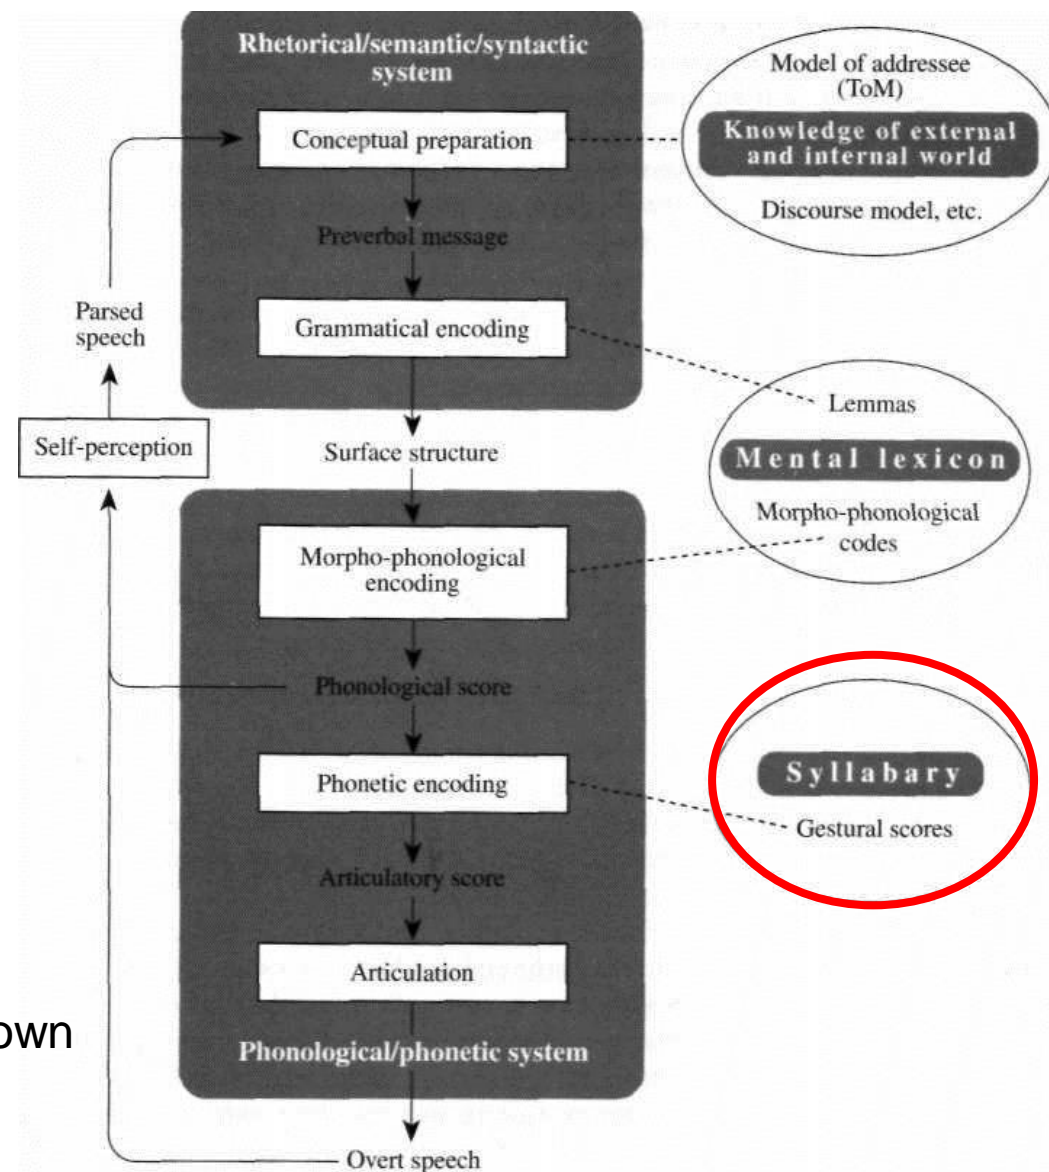 Rhetorical/semantic/syntactic
system
Conceptual preparation
Preverbal message
Grammatical encoding
Model of addressee
(ToM)
Knowledge of external
and internal world
Discourse model, etc.
Parsed
speech
Self-perception
Surface structure
Lemmas
Mental lexicon
Morpho-phonological
codes
Morpho-phonological
encoding
Phonological score
Phonetic encoding
Articulatory score
Articulation
Phonological/phonetic system
Syllabary
Gestural scores
own
Overt speech